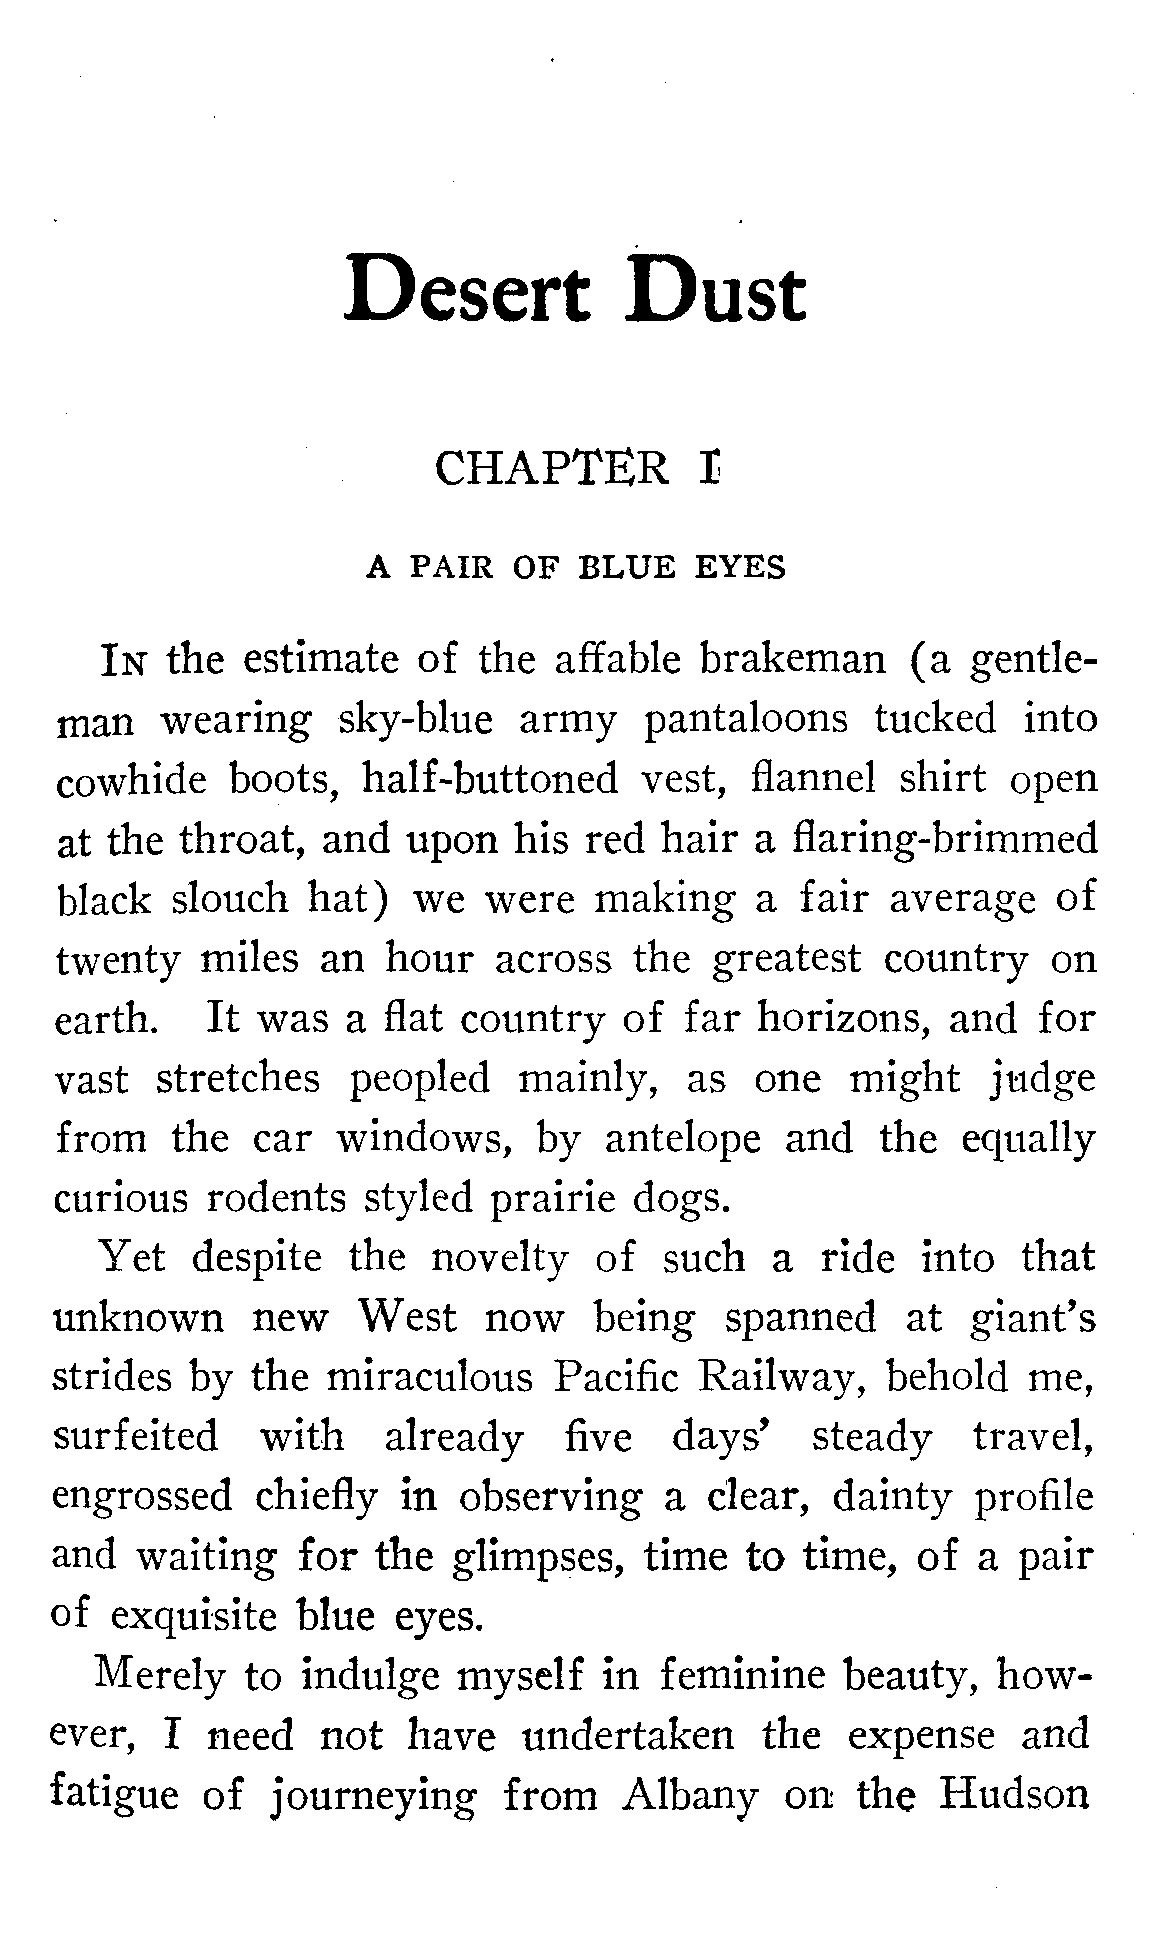 Desert Dust
CHAPTER I
A PAIR OF BLUE EYES
IN the estimate of the affable brakeman (a gentle-
man wearing sky-blue army pantaloons tucked into
cowhide boots, half-buttoned vest, flannel shirt open
at the throat, and upon his red hair a flaring-brimmed
black slouch hat) we were making a fair average of
twenty miles an hour across the greatest country on
earth. It was a flat country of far horizons, and for
vast stretches peopled mainly, as one might judge
from the car windows, by antelope and the equally
curious rodents styled prairie dogs.
Yet despite the novelty of such a ride into that
unknown new West now being spanned at giant's
strides by the miraculous Pacific Railway, behold me,
surfeited with already five days' steady travel,
engrossed chiefly in observing a clear, dainty profile
and waiting for the glimpses, time to time, of a pair
of exquisite blue eyes.
Merely to indulge myself in feminine beauty, how-
ever, I need not have undertaken the expense and
fatigue of journeying from Albany on the Hudson